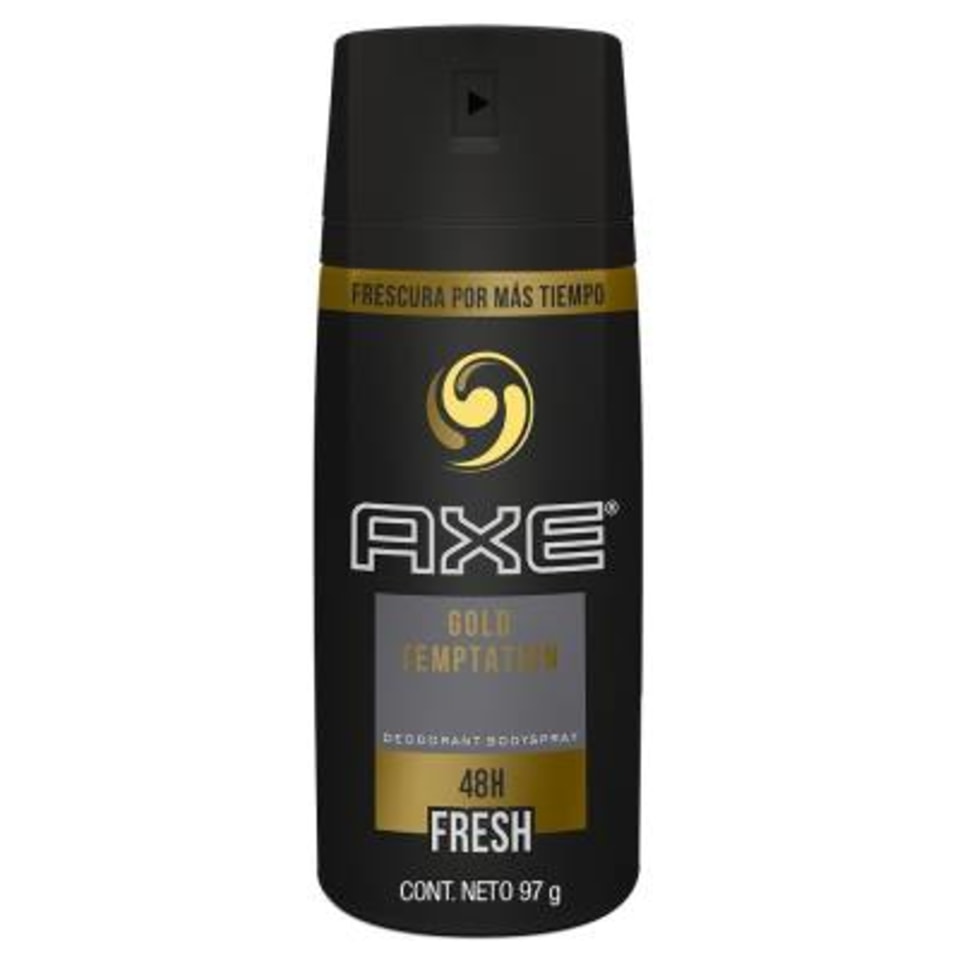 FRESCURA POR MÁS TIEMPO
AXE®
GOLD
TEMPTATION
DEODORANT BODYSPRAY
48H
FRESH
CONT. NETO 97 g